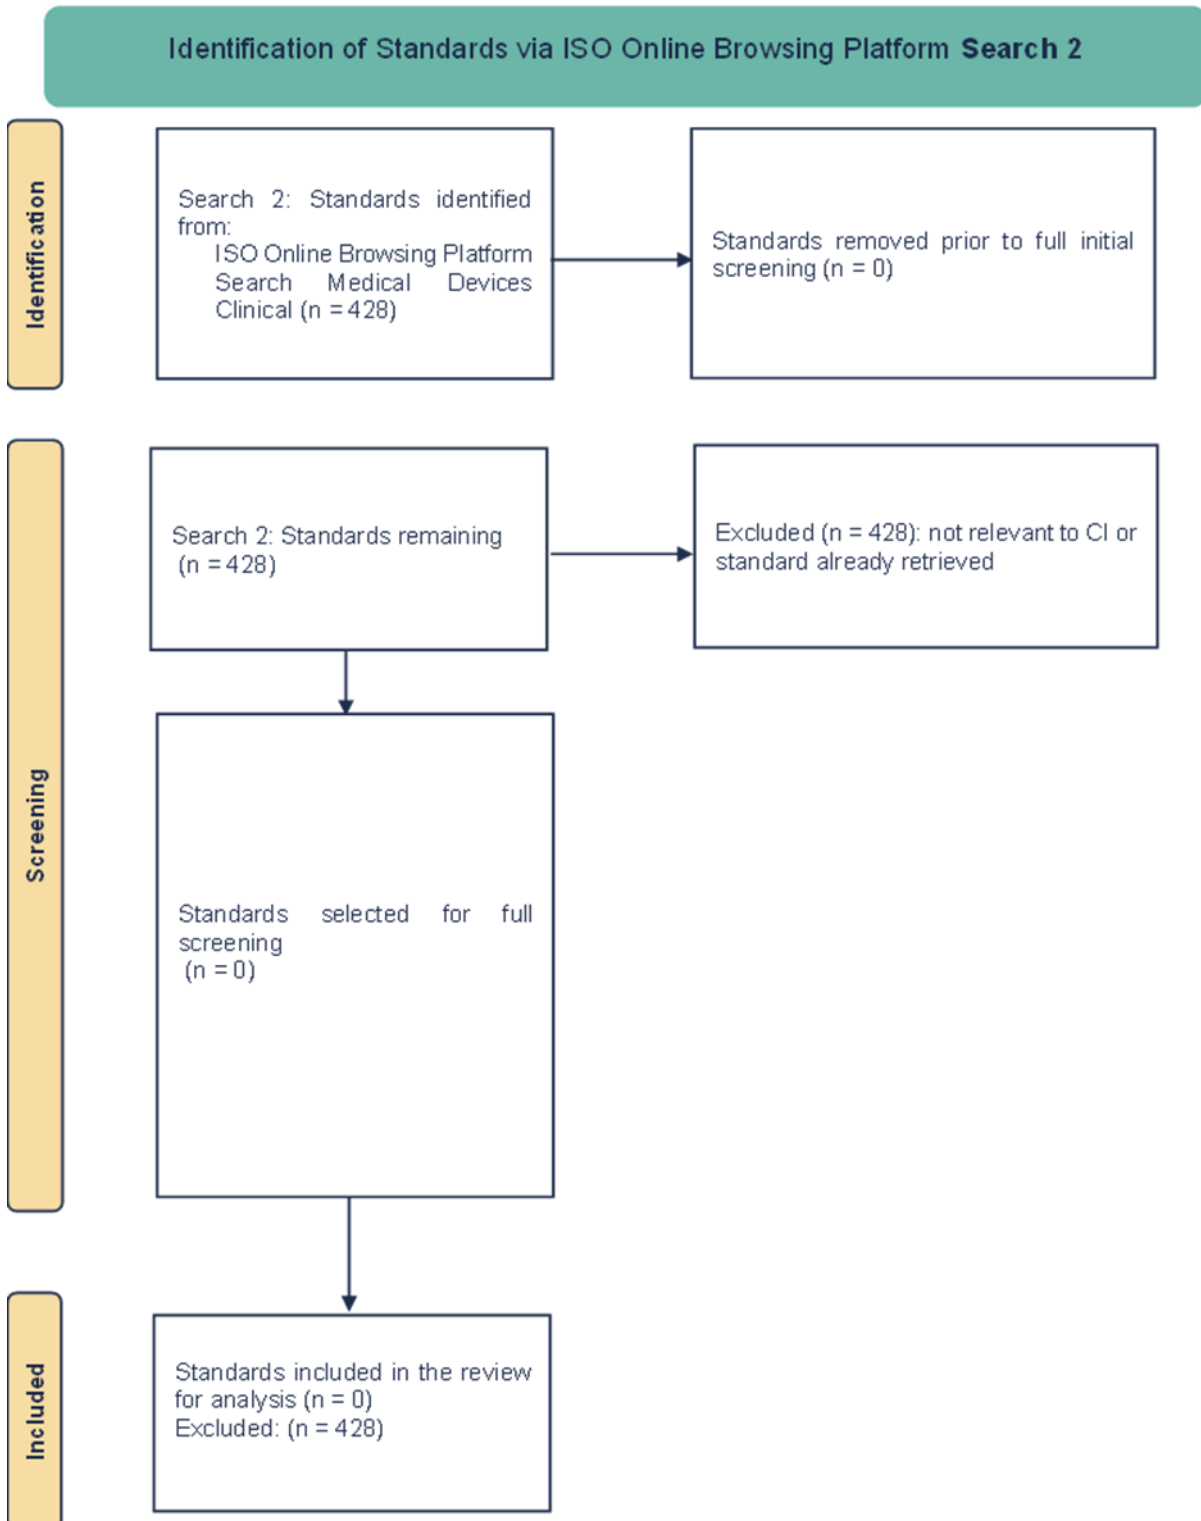 Identification of Standards via ISO Online Browsing Platform Search 2
Identification
Search 2: Standards identified
from:
ISO Online Browsing Platform
Search Medical Devices
Clinical (n = 428)
Standards removed prior to full initial
screening (n = 0)
Screening
Search 2: Standards remaining
(n = 428)
Excluded (n = 428): not relevant to CI or
standard already retrieved
Standards selected for full
screening
(n = 0)
Included
Standards included in the review
for analysis (n = 0)
Excluded: (n = 428)